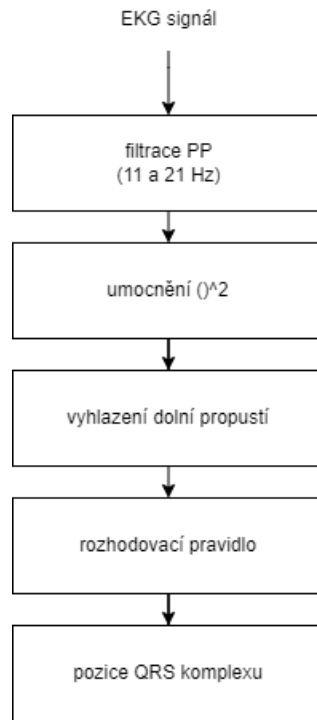 EKG signál
filtrace PP
(11 a 21 Hz)
umocnění ()^2
vyhlazení dolní propustí
rozhodovací pravidlo
pozice QRS komplexu